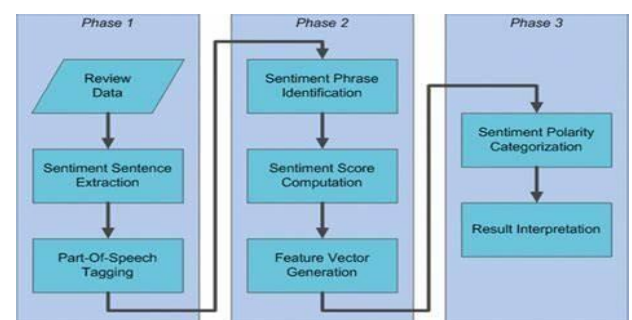 Phase 1
Review
Data
Sentiment Sentence
Extraction
Part-Of-Speech
Tagging
Phase 2
Sentiment Phrase
Identification
Sentiment Score
Computation
Feature Vector
Generation
Phase 3
Sentiment Polarity
Categorization
Result Interpretation